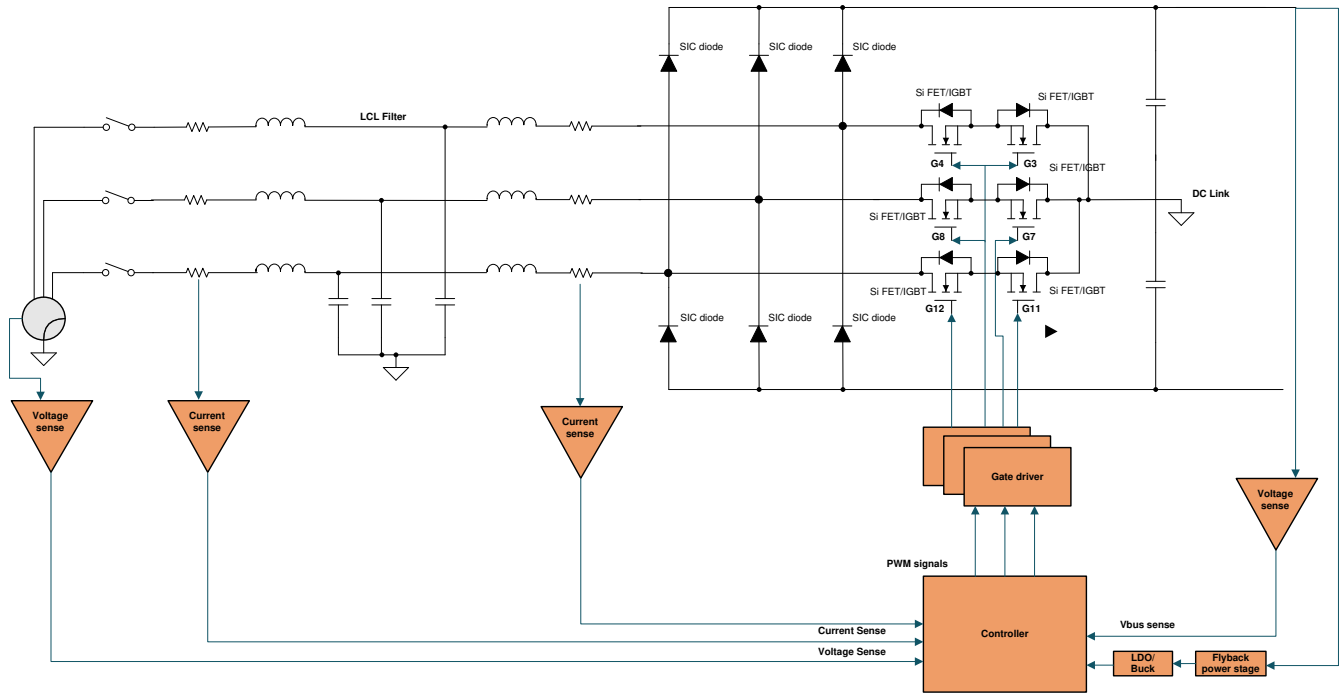 SIC diode
SIC diode
SIC diode
Si FET/IGBT
Si FET/IGBT
LCL Filter
G4
G3
Si FET/IGBT
DC Link
Si FET/IGBT
G8
G7
Si FET/IGBT
Si FET/IGBT
G12
G11
SIC diode
SIC diode
SIC diode
Voltage
sense
Current
sense
Current
sense
Gate driver
Voltage
sense
PWM signals
Controller
Vbus sense
Current Sense
Voltage Sense
LDO/
Buck
Flyback
power stage